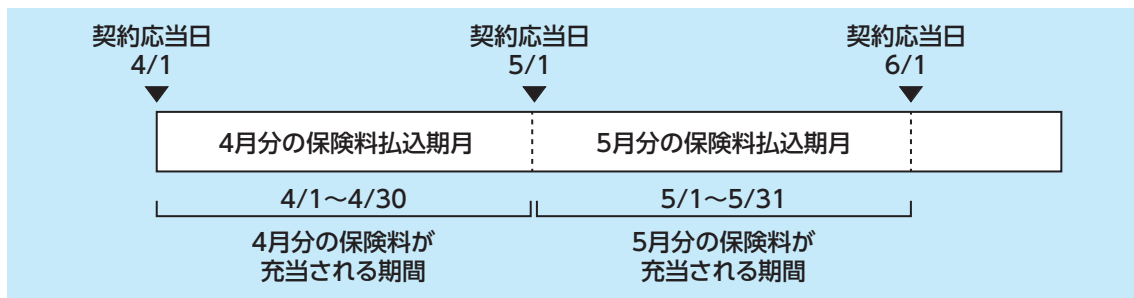 契約応当日
4/1
契約応当日
5/1
契約応当日
6/1
4月分の保険料払込期月
5月分の保険料払込期月
4/1～4/30
5/1～5/31
4月分の保険料が
充当される期間
5月分の保険料が
充当される期間